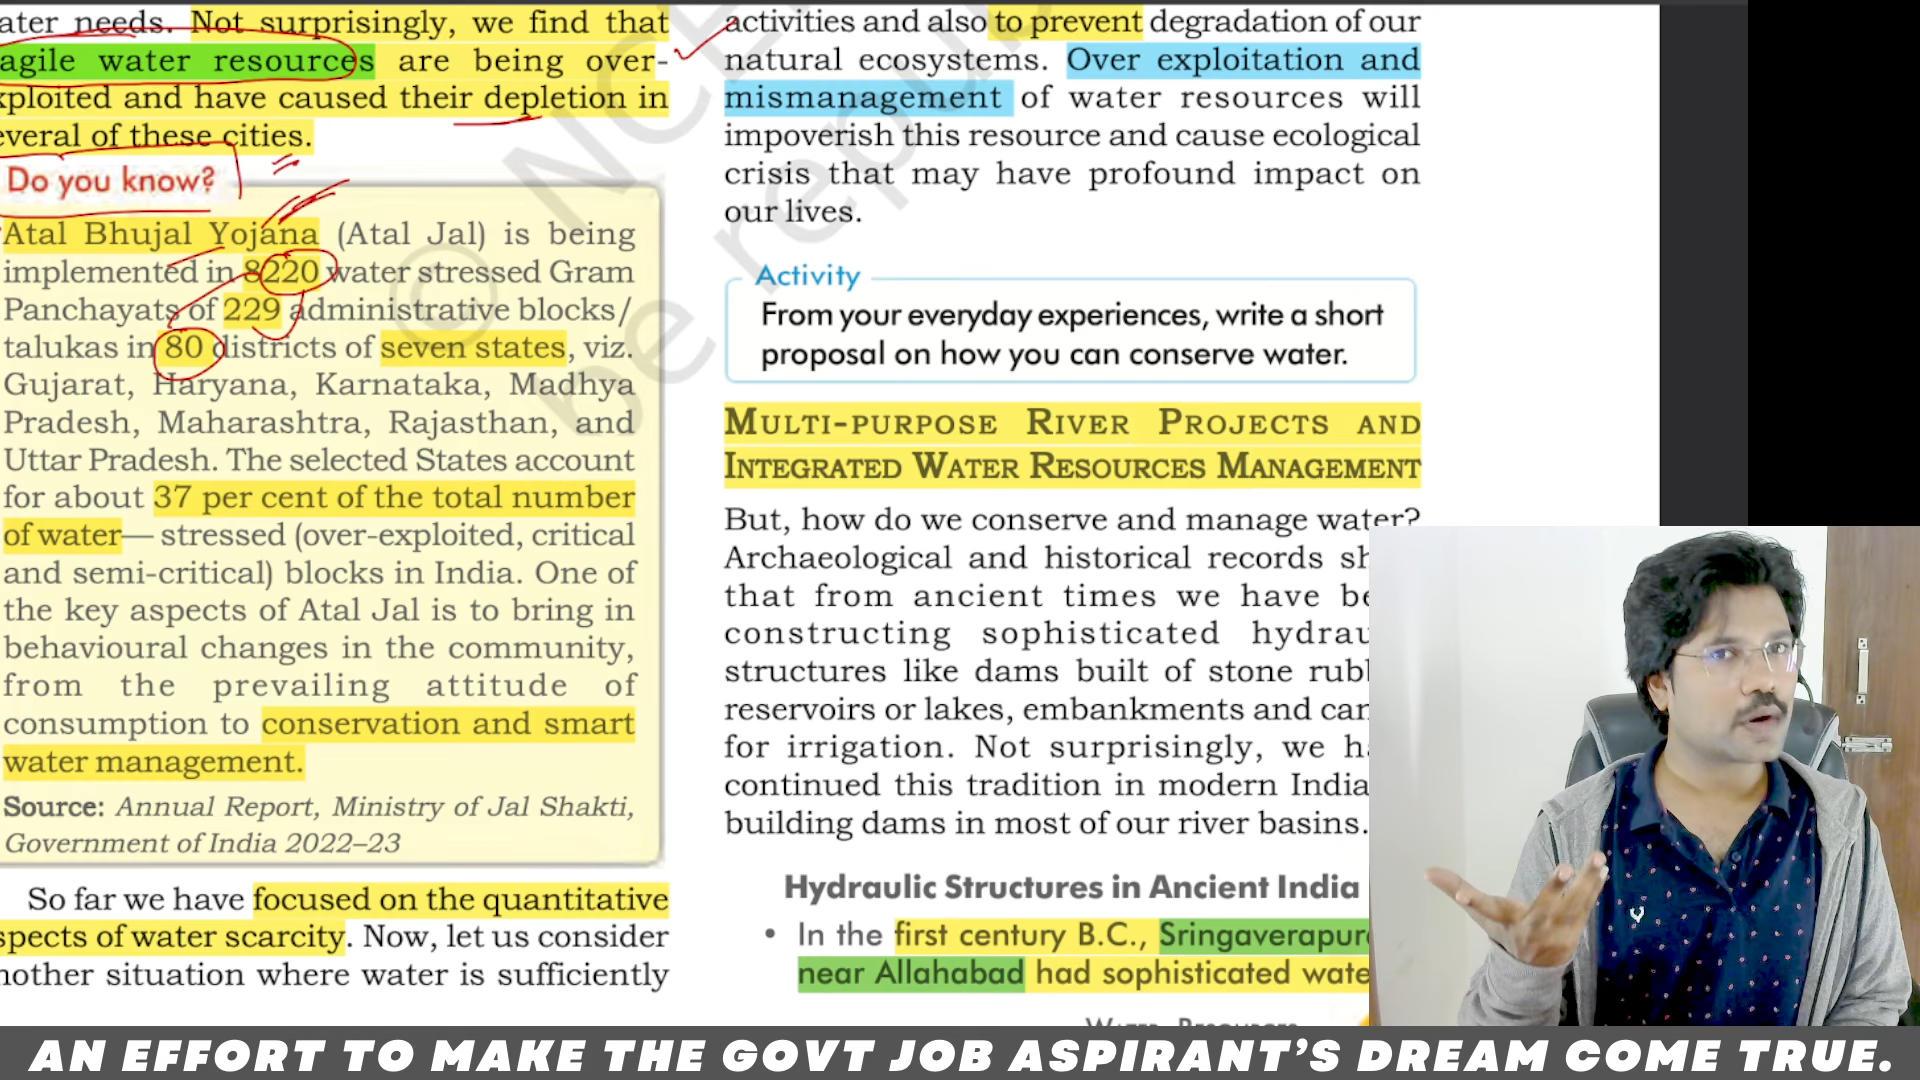 ater needs. Not surprisingly, we find that
agile water resources are being over-
xploited and have caused their depletion in
everal of these cities.
Do you know?
Atal Bhujal Yojana (Atal Jal) is being
implemented in 8220 water stressed Gram
Panchayats of 229 administrative blocks/
talukas in 80 districts of seven states, viz.
Gujarat, Haryana, Karnataka, Madhya
Pradesh, Maharashtra, Rajasthan, and
Uttar Pradesh. The selected States account
for about 37 per cent of the total number
of water— stressed (over-exploited, critical
and semi-critical) blocks in India. One of
the key aspects of Atal Jal is to bring in
behavioural changes in the community,
from the prevailing attitude of
consumption to conservation and smart
water management.
Source: Annual Report, Ministry of Jal Shakti,
Government of India 2022–23
So far we have focused on the quantitative
spects of water scarcity. Now, let us consider
nother situation where water is sufficiently
activities and also to prevent degradation of our
natural ecosystems. Over exploitation and
mismanagement of water resources will
impoverish this resource and cause ecological
crisis that may have profound impact on
our lives.
Activity
From your everyday experiences, write a short
proposal on how you can conserve water.
MULTI-PURPOSE RIVER PROJECTS AND
INTEGRATED WATER RESOURCES MANAGEMENT
But, how do we conserve and manage water?
Archaeological and historical records sh
that from ancient times we have be
constructing sophisticated hydrau
structures like dams built of stone rubb
reservoirs or lakes, embankments and can
for irrigation. Not surprisingly, we ha
continued this tradition in modern India
building dams in most of our river basins.
Hydraulic Structures in Ancient India
• In the first century B.C., Sringaverapura
near Allahabad had sophisticated wate
© NCE
be repu
AN EFFORT TO MAKE THE GOVT JOB ASPIRANT'S DREAM COME TRUE.